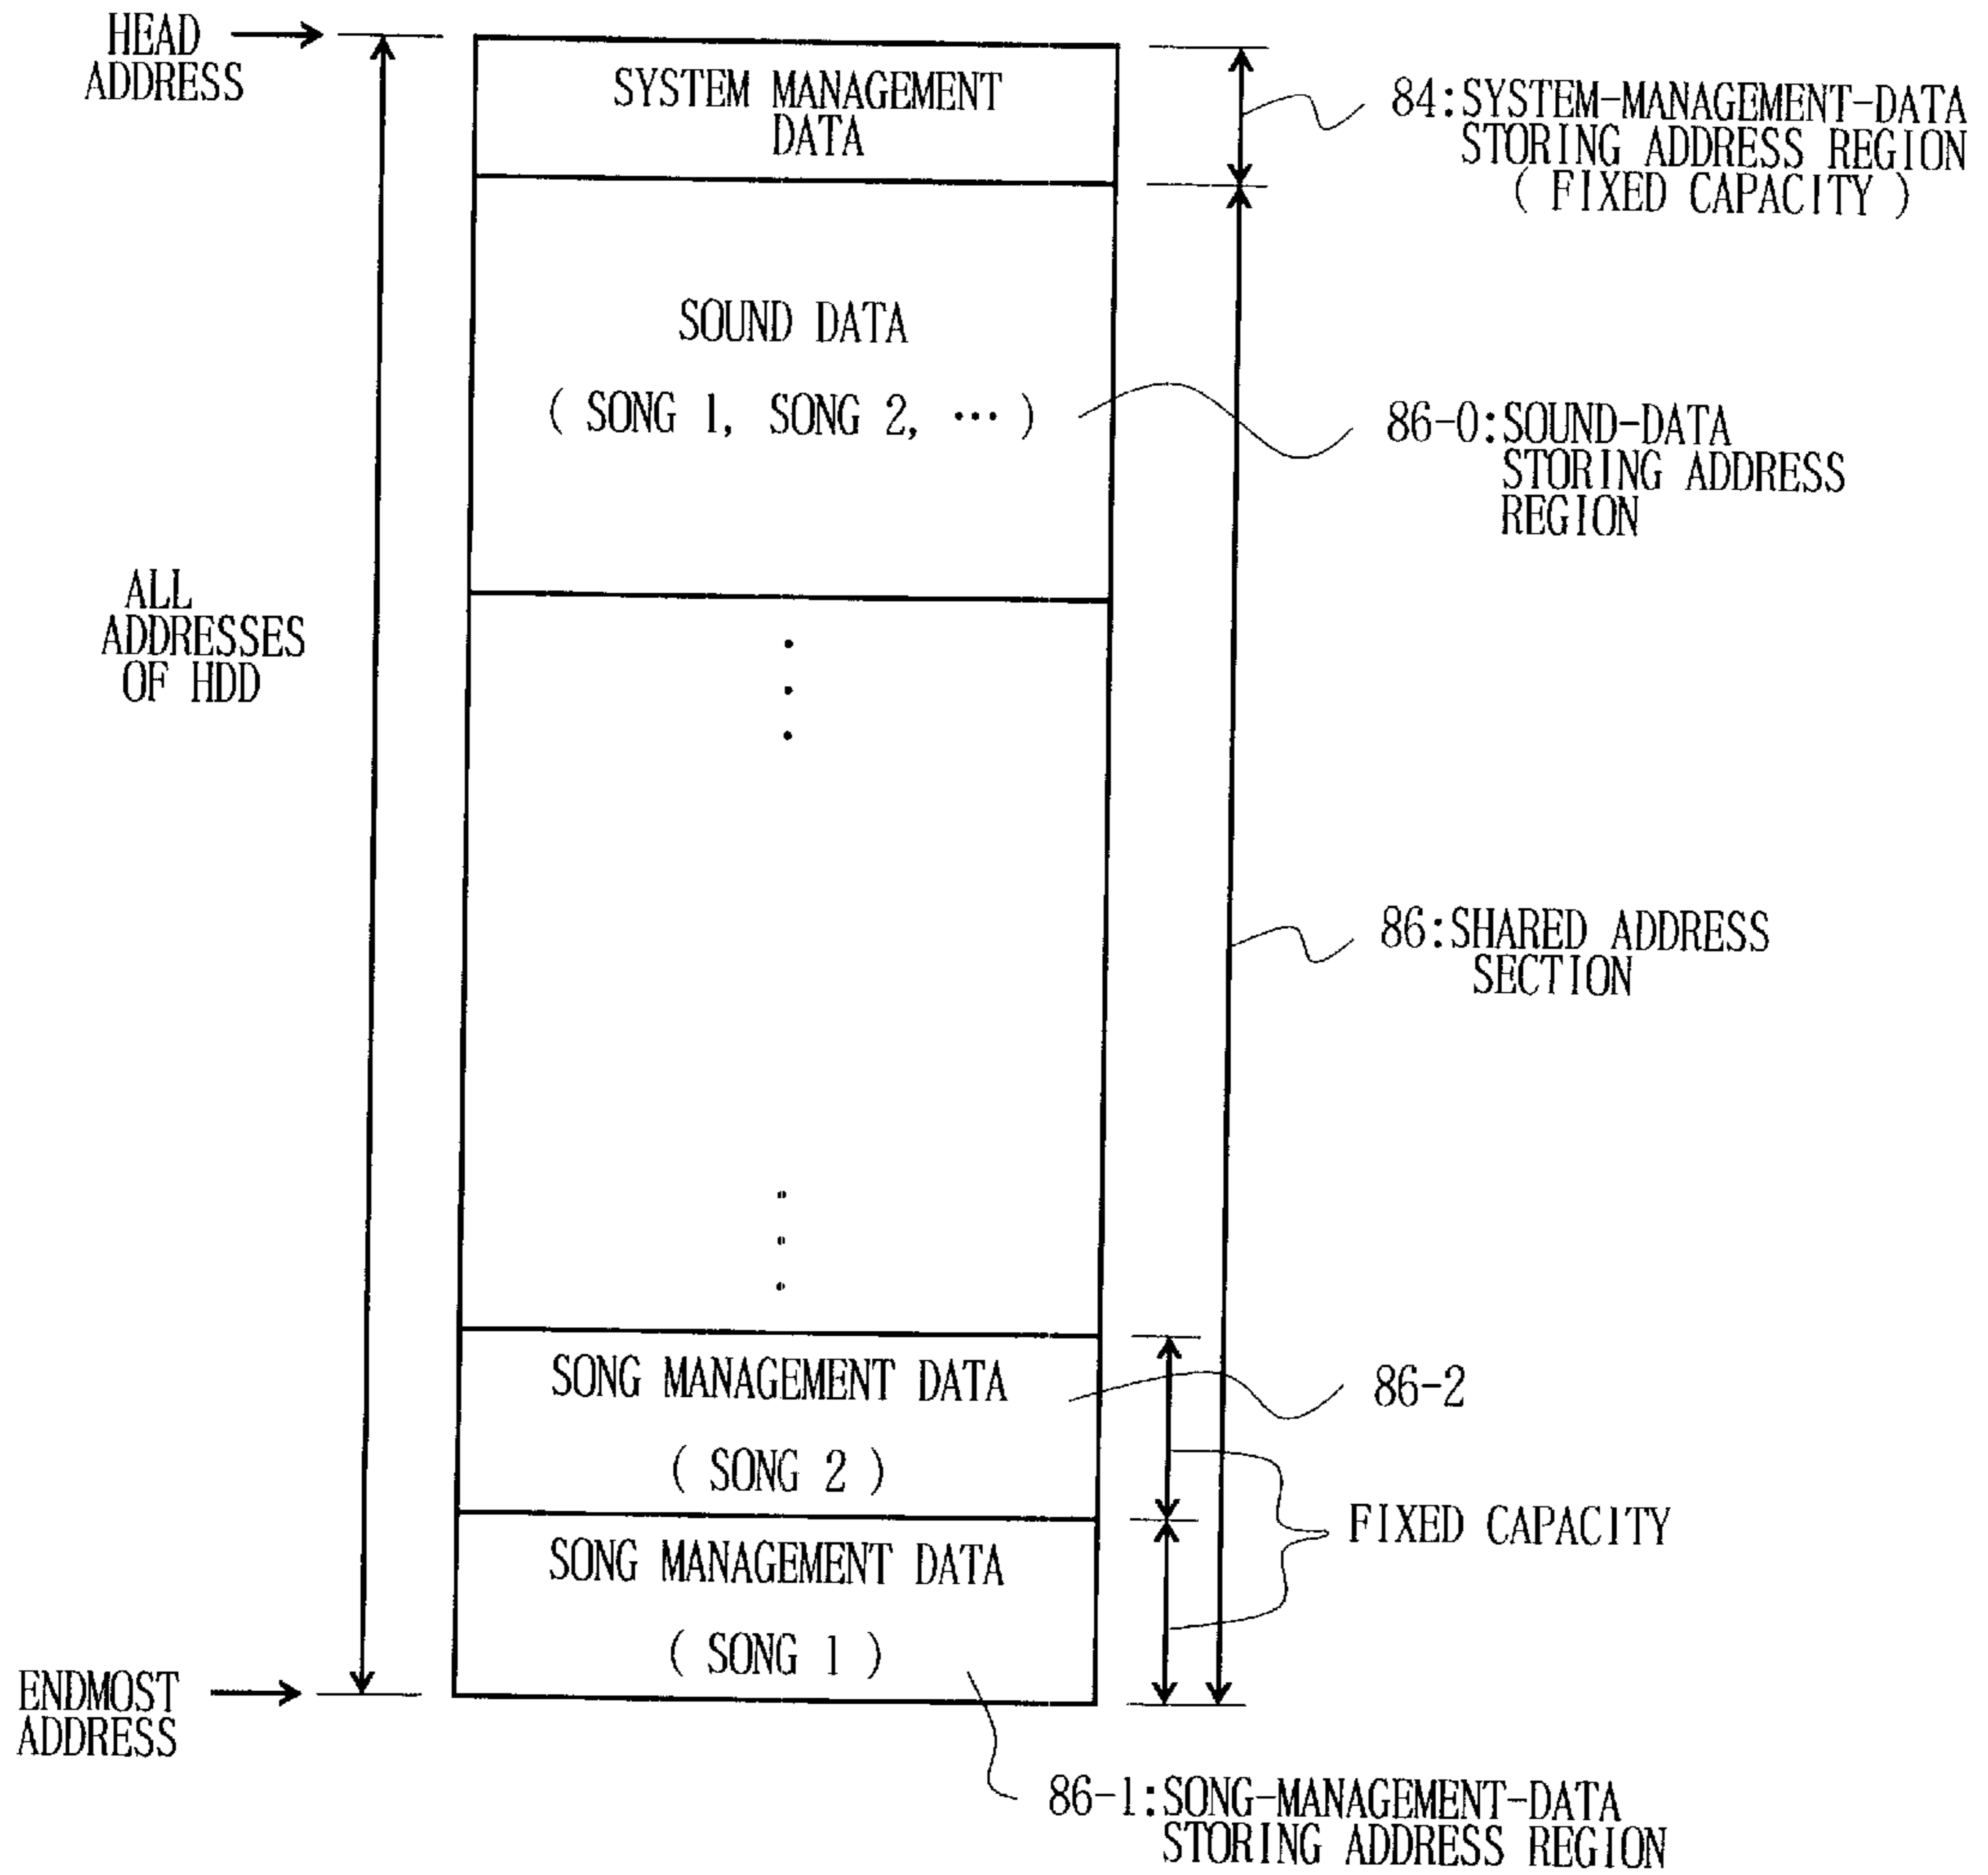 HEAD
ADDRESS
SYSTEM MANAGEMENT
DATA
84:SYSTEM-MANAGEMENT-DATA
STORING ADDRESS REGION
( FIXED CAPACITY )
SOUND DATA
( SONG 1, SONG 2, ··· )
86-0:SOUND-DATA
STORING ADDRESS
REGION
ALL
ADDRESSES
OF HDD
86:SHARED ADDRESS
SECTION
SONG MANAGEMENT DATA
( SONG 2 )
86-2
FIXED CAPACITY
SONG MANAGEMENT DATA
( SONG 1 )
ENDMOST
ADDRESS
86-1:SONG-MANAGEMENT-DATA
STORING ADDRESS REGION